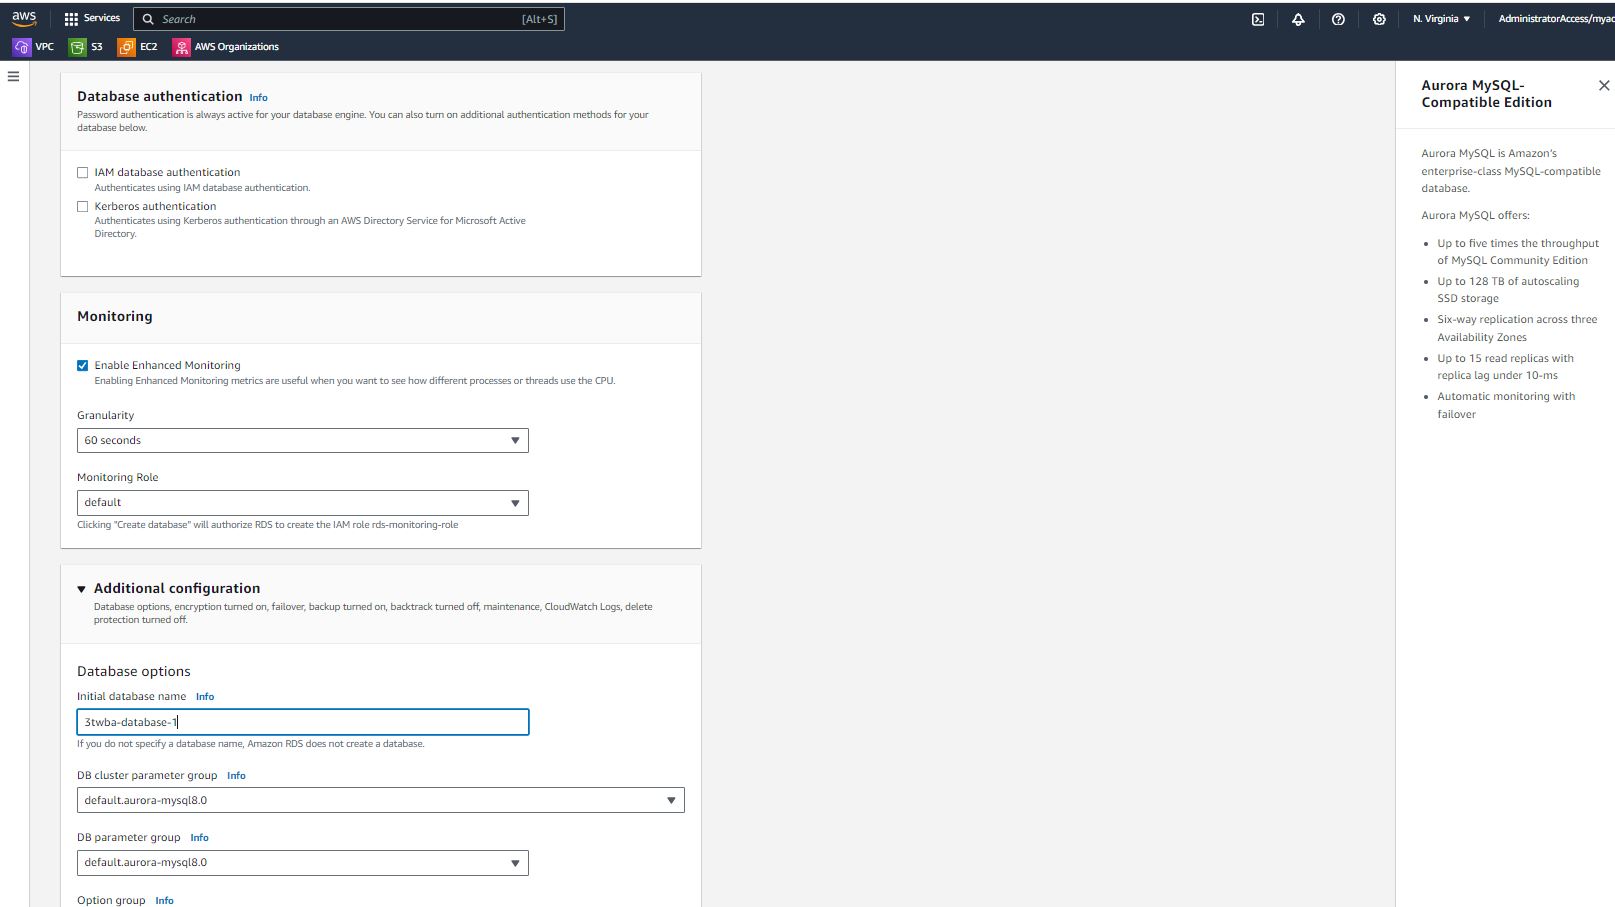 aws
Services
Search
[Alt+S]
N. Virginia
AdministratorAccess/myac
VPC
S3
EC2
AWS Organizations
Database authentication Info
Password authentication is always active for your database engine. You can also turn on additional authentication methods for your
database below.
IAM database authentication
Authenticates using IAM database authentication.
Kerberos authentication
Authenticates using Kerberos authentication through an AWS Directory Service for Microsoft Active
Directory.
Monitoring
Enable Enhanced Monitoring
Enabling Enhanced Monitoring metrics are useful when you want to see how different processes or threads use the CPU.
Granularity
60 seconds
Monitoring Role
default
Clicking "Create database" will authorize RDS to create the IAM role rds-monitoring-role
Additional configuration
Database options, encryption turned on, failover, backup turned on, backtrack turned off, maintenance, CloudWatch Logs, delete
protection turned off.
Database options
Initial database name Info
3twba-database-1
If you do not specify a database name, Amazon RDS does not create a database.
DB cluster parameter group Info
default.aurora-mysql8.0
DB parameter group Info
default.aurora-mysql8.0
Option group Info
Aurora MySQL-
Compatible Edition
Aurora MySQL is Amazon's
enterprise-class MySQL-compatible
database.
Aurora MySQL offers:
Up to five times the throughput
of MySQL Community Edition
Up to 128 TB of autoscaling
SSD storage
Six-way replication across three
Availability Zones
Up to 15 read replicas with
replica lag under 10-ms
Automatic monitoring with
failover